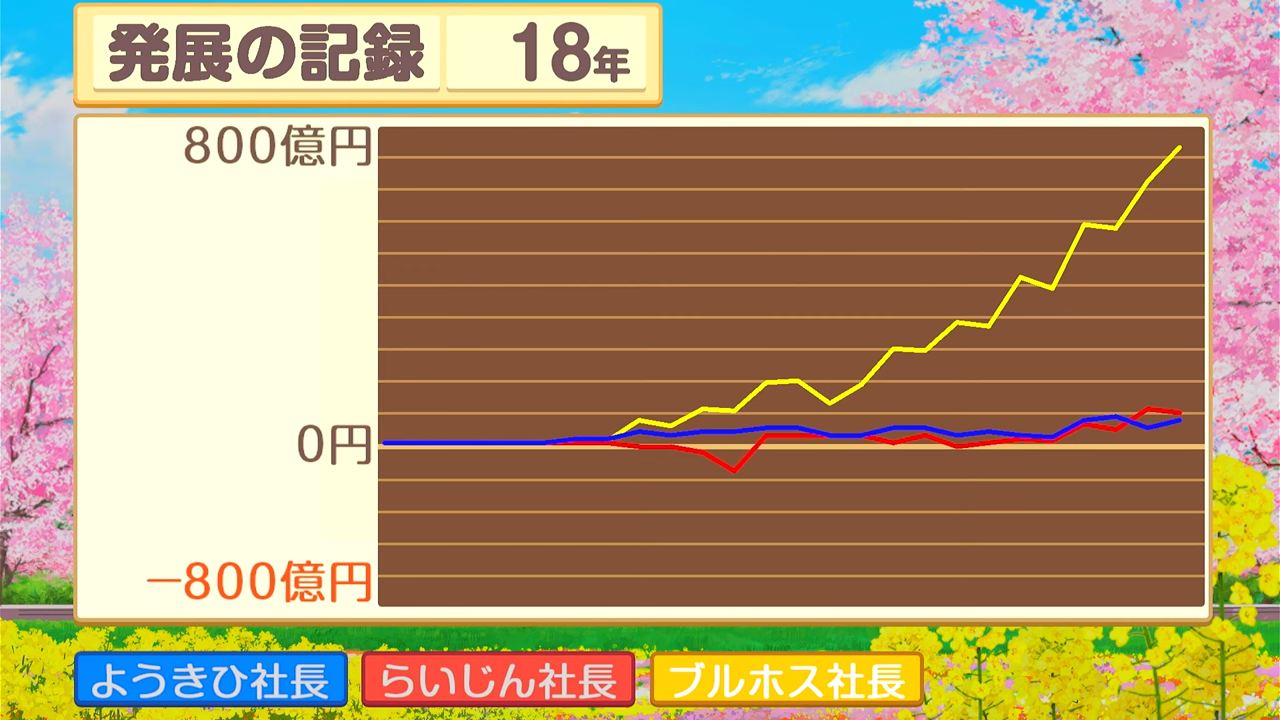 発展の記録 18年
800億円
0円
－800億円
ようきひ社長 らいじん社長 ブルホス社長